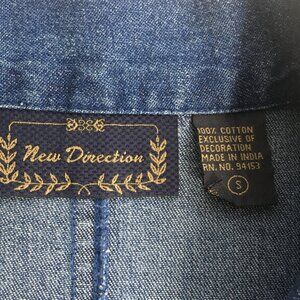 New Direction
100% COTTON
EXCLUSIVE OF
DECORATION
MADE IN INDIA
RN. NO. 94153
S